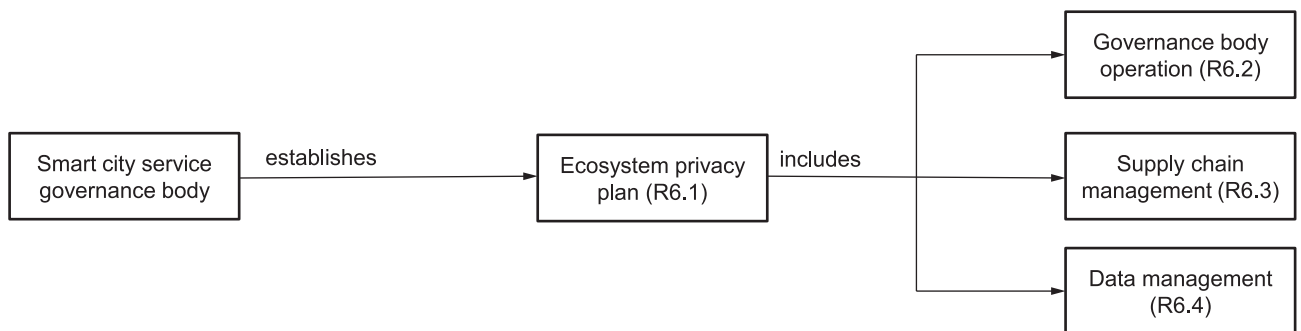 Smart city service
governance body
establishes
Ecosystem privacy
plan (R6.1)
includes
Governance body
operation (R6.2)
Supply chain
management (R6.3)
Data management
(R6.4)